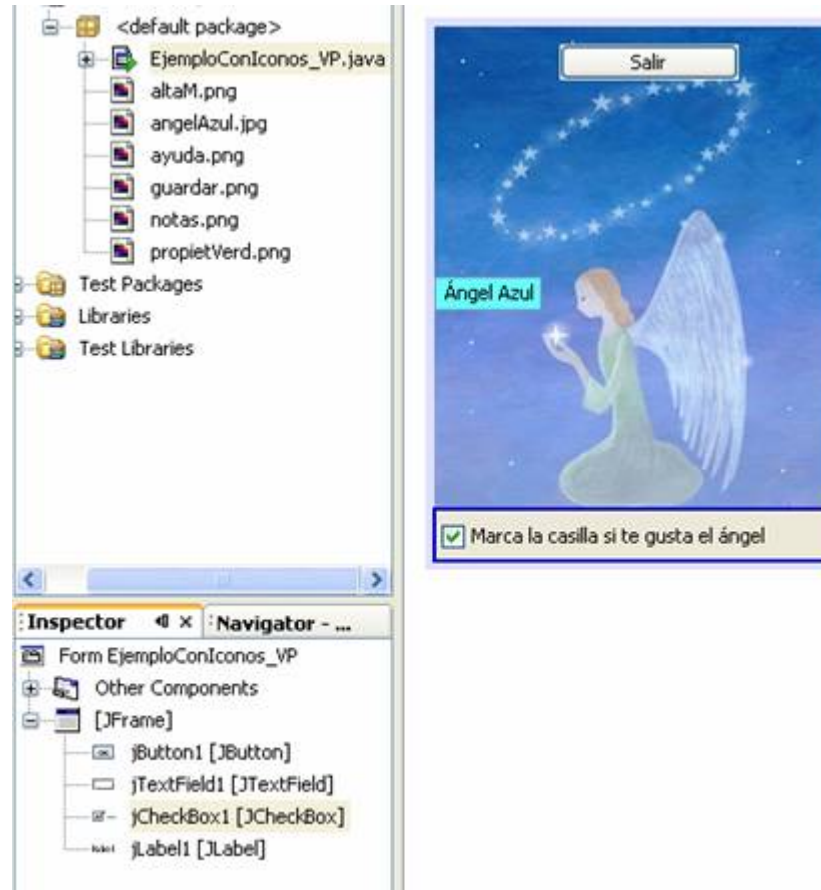 <default package>
EjemploConIconos_VP.java
altaM.png
angelAzul.jpg
ayuda.png
guardar.png
notas.png
propietVerd.png
Test Packages
Libraries
Test Libraries
Inspector
Navigator - ...
Form EjemploConIconos_VP
Other Components
[JFrame]
jButton1 [JButton]
jTextField1 [JTextField]
jCheckBox1 [JCheckBox]
jLabel1 [JLabel]
Salir
Ángel Azul
Marca la casilla si te gusta el ángel